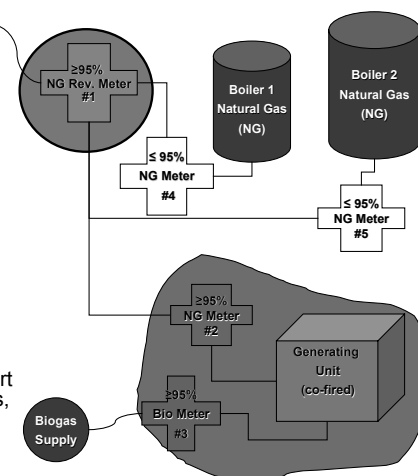 ≥95%
NG Rev. Meter
#1
Boiler 1
Natural Gas
(NG)
Boiler 2
Natural Gas
(NG)
≤ 95%
NG Meter
#4
≤ 95%
NG Meter
#5
≥95%
NG Meter
#2
Generating
Unit
(co-fired)
rt
s,
≥95%
Bio Meter
#3
Biogas
Supply